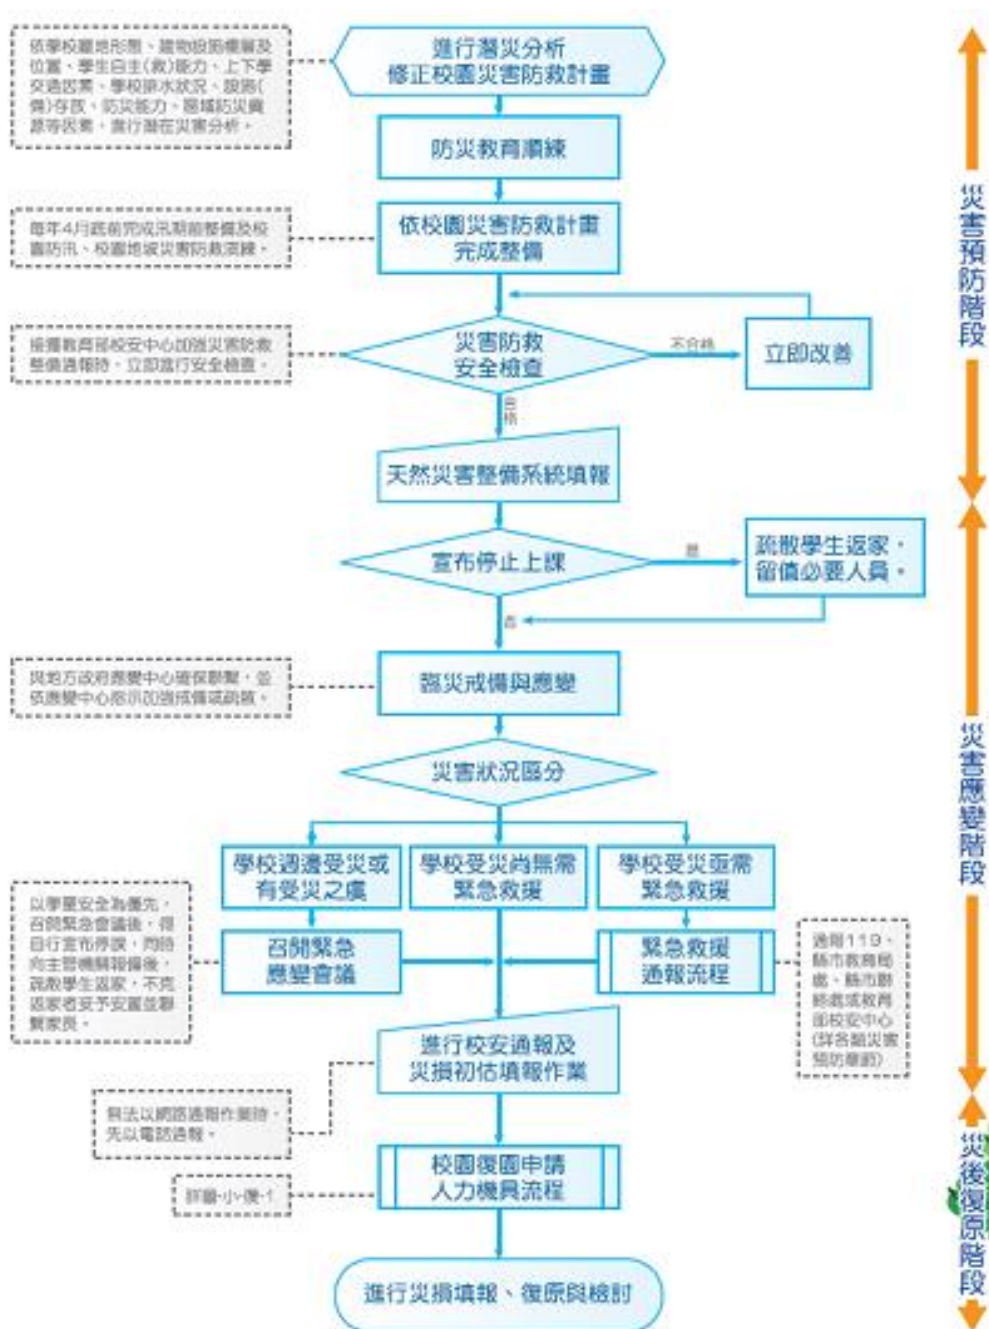 依學校屬地形態、建物設施樓層及
位置、學生自主(救)能力、上下學
交通因素、學校排水狀況、設施(
備)存放、防災能力、區域防災資
源等因素，進行潛在災害分析。
進行潛災分析
修正校園災害防救計畫
防災教育順練
每年4月底前完成汛期前整備及校
園防汛、校園坡地災害防救演練。
依校園災害防救計畫
完成整備
接獲教育部校安中心加強災害防救
整備通報時，立即進行安全檢查。
災害防救
安全檢查
不合格
立即改善
合格
天然災害整備系統填報
災害預防階段
宣布停止上課
是
疏散學生返家，
留值必要人員。
否
與地方政府應變中心確保聯繫，並
依應變中心指示加強戒備或疏散。
臨災戒備與應變
災害狀況區分
學校週邊受災或
有受災之虞
學校受災尚無需
緊急救援
學校受災亟需
緊急救援
以學童安全為優先，
召開緊急會議後，得
自行宣布停課，同時
向主管機關報備後，
疏散學生返家，不克
返家者妥予安置並聯
繫家長。
召開緊急
應變會議
緊急救援
通報流程
通報119、
縣市教育局
處、縣市聯
絡處或教育
部校安中心
(詳各類災害
預防章節)
進行校安通報及
災損初估填報作業
災害應變階段
無法以網路通報作業時，
先以電話通報。
校園復園申請
人力機具流程
詳閱-小-復-1
進行災損填報、復原與檢討
災後復原階段